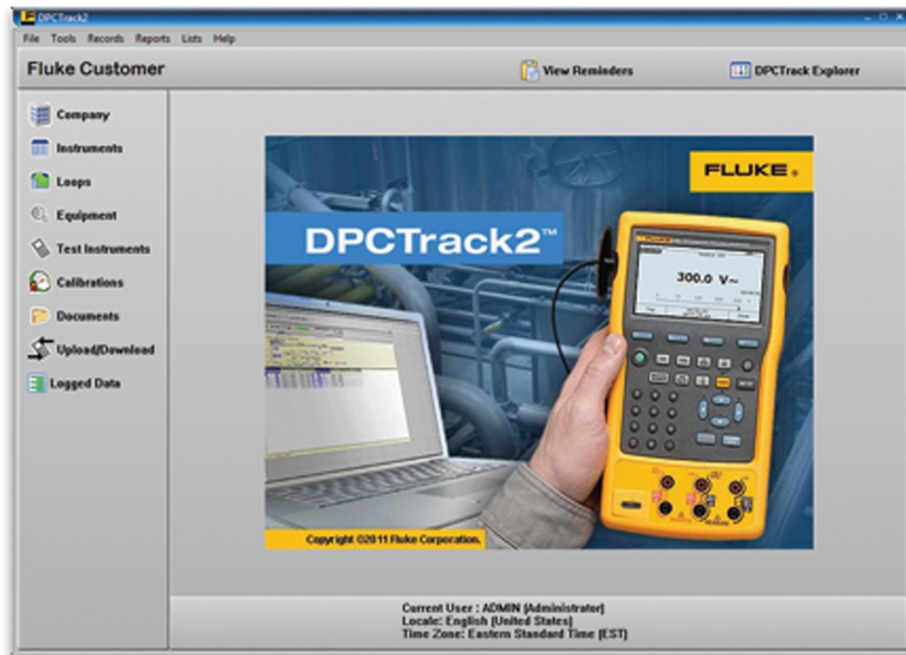 DPCTrack2
File Tools Records Reports Lists Help
Fluke Customer
View Reminders
DPCTrack Explorer
Company
Instruments
Loops
Equipment
Test Instruments
Calibrations
Documents
Upload/Download
Logged Data
FLUKE ®
DPCTrack2™
FLUKE
300.0 V
Copyright ©2011 Fluke Corporation.
Current User : ADMIN (Administrator)
Locale: English (United States)
Time Zone: Eastern Standard Time (EST)